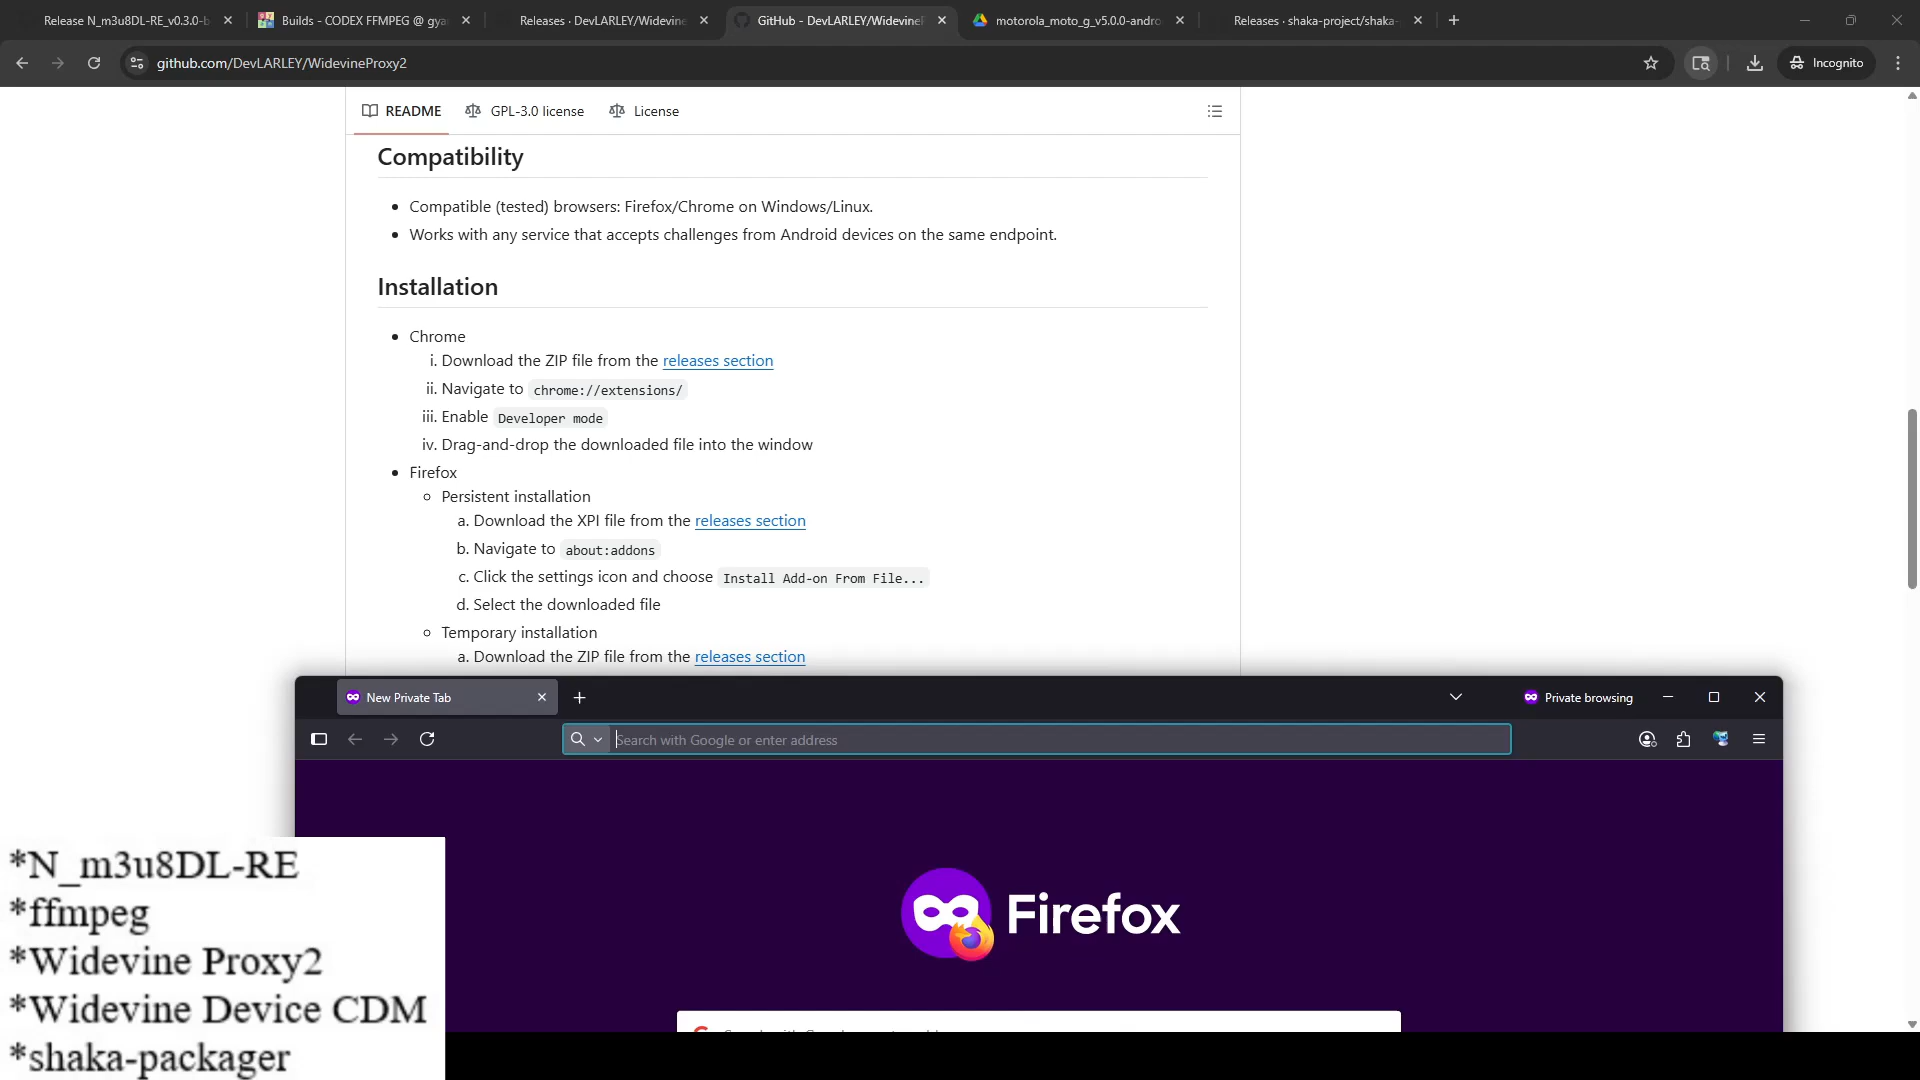 Release N_m3u8DL-RE_v0.3.0-b
Builds - CODEX FFMPEG @ gya
Releases · DevLARLEY/Widevine
GitHub - DevLARLEY/WidevineP
motorola_moto_g_v5.0.0-andro
Releases · shaka-project/shaka-
github.com/DevLARLEY/WidevineProxy2
Incognito
README
GPL-3.0 license
License
Compatibility
Compatible (tested) browsers: Firefox/Chrome on Windows/Linux.
Works with any service that accepts challenges from Android devices on the same endpoint.
Installation
Chrome
i. Download the ZIP file from the releases section
ii. Navigate to chrome://extensions/
iii. Enable Developer mode
iv. Drag-and-drop the downloaded file into the window
Firefox
Persistent installation
a. Download the XPI file from the releases section
b. Navigate to about:addons
c. Click the settings icon and choose Install Add-on From File...
d. Select the downloaded file
Temporary installation
a. Download the ZIP file from the releases section
New Private Tab
Private browsing
Search with Google or enter address
Firefox
*N_m3u8DL-RE
*ffmpeg
*Widevine Proxy2
*Widevine Device CDM
*shaka-packager